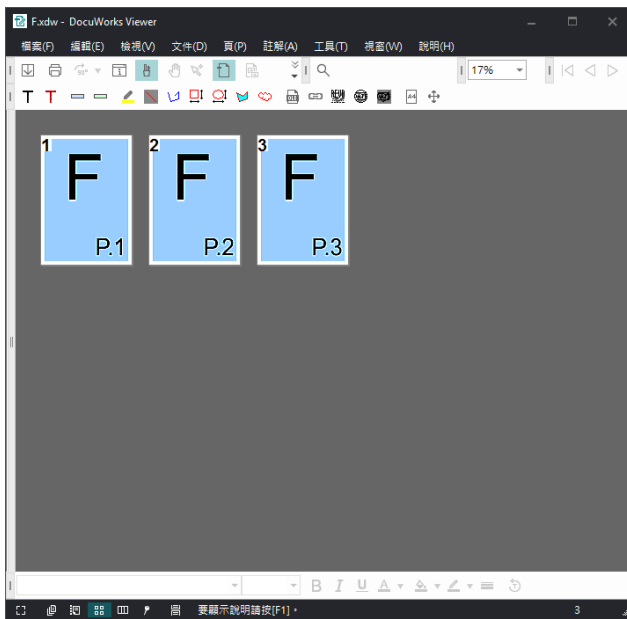 F.xdw - DocuWorks Viewer
檔案(F) 編輯(E) 檢視(V) 文件(D) 頁(P) 註解(A) 工具(T) 視窗(W) 說明(H)
17%
1 2 3
F F F
P.1 P.2 P.3
B I U A
要顯示說明請按[F1]。 3